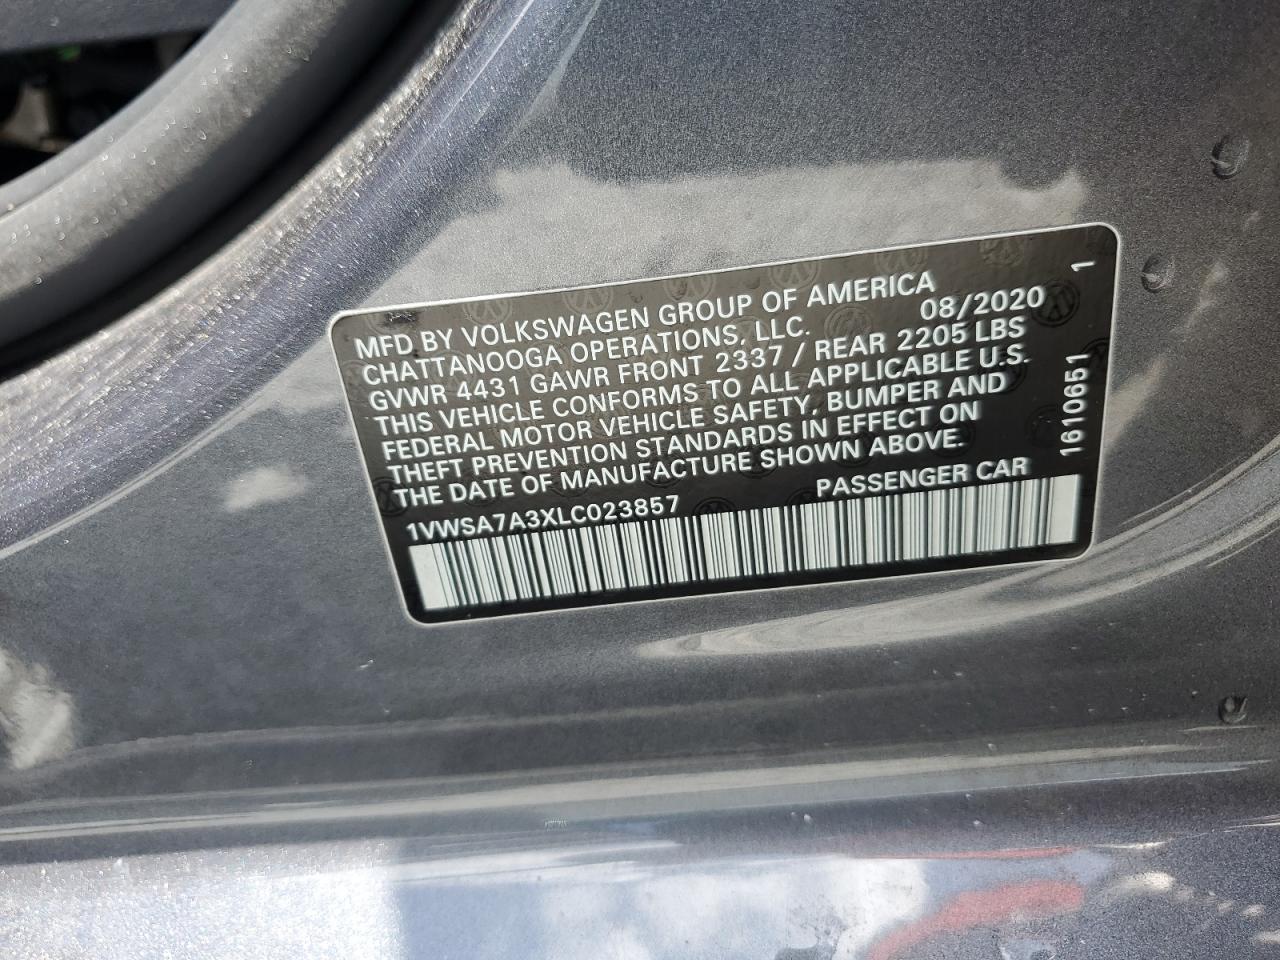 MFD BY VOLKSWAGEN GROUP OF AMERICA
CHATTANOOGA OPERATIONS, LLC. 08/2020
GVWR 4431 GAWR FRONT 2337 / REAR 2205 LBS
THIS VEHICLE CONFORMS TO ALL APPLICABLE U.S.
FEDERAL MOTOR VEHICLE SAFETY, BUMPER AND
THEFT PREVENTION STANDARDS IN EFFECT ON
THE DATE OF MANUFACTURE SHOWN ABOVE.
1VWSA7A3XLC023857 PASSENGER CAR
1610651 1